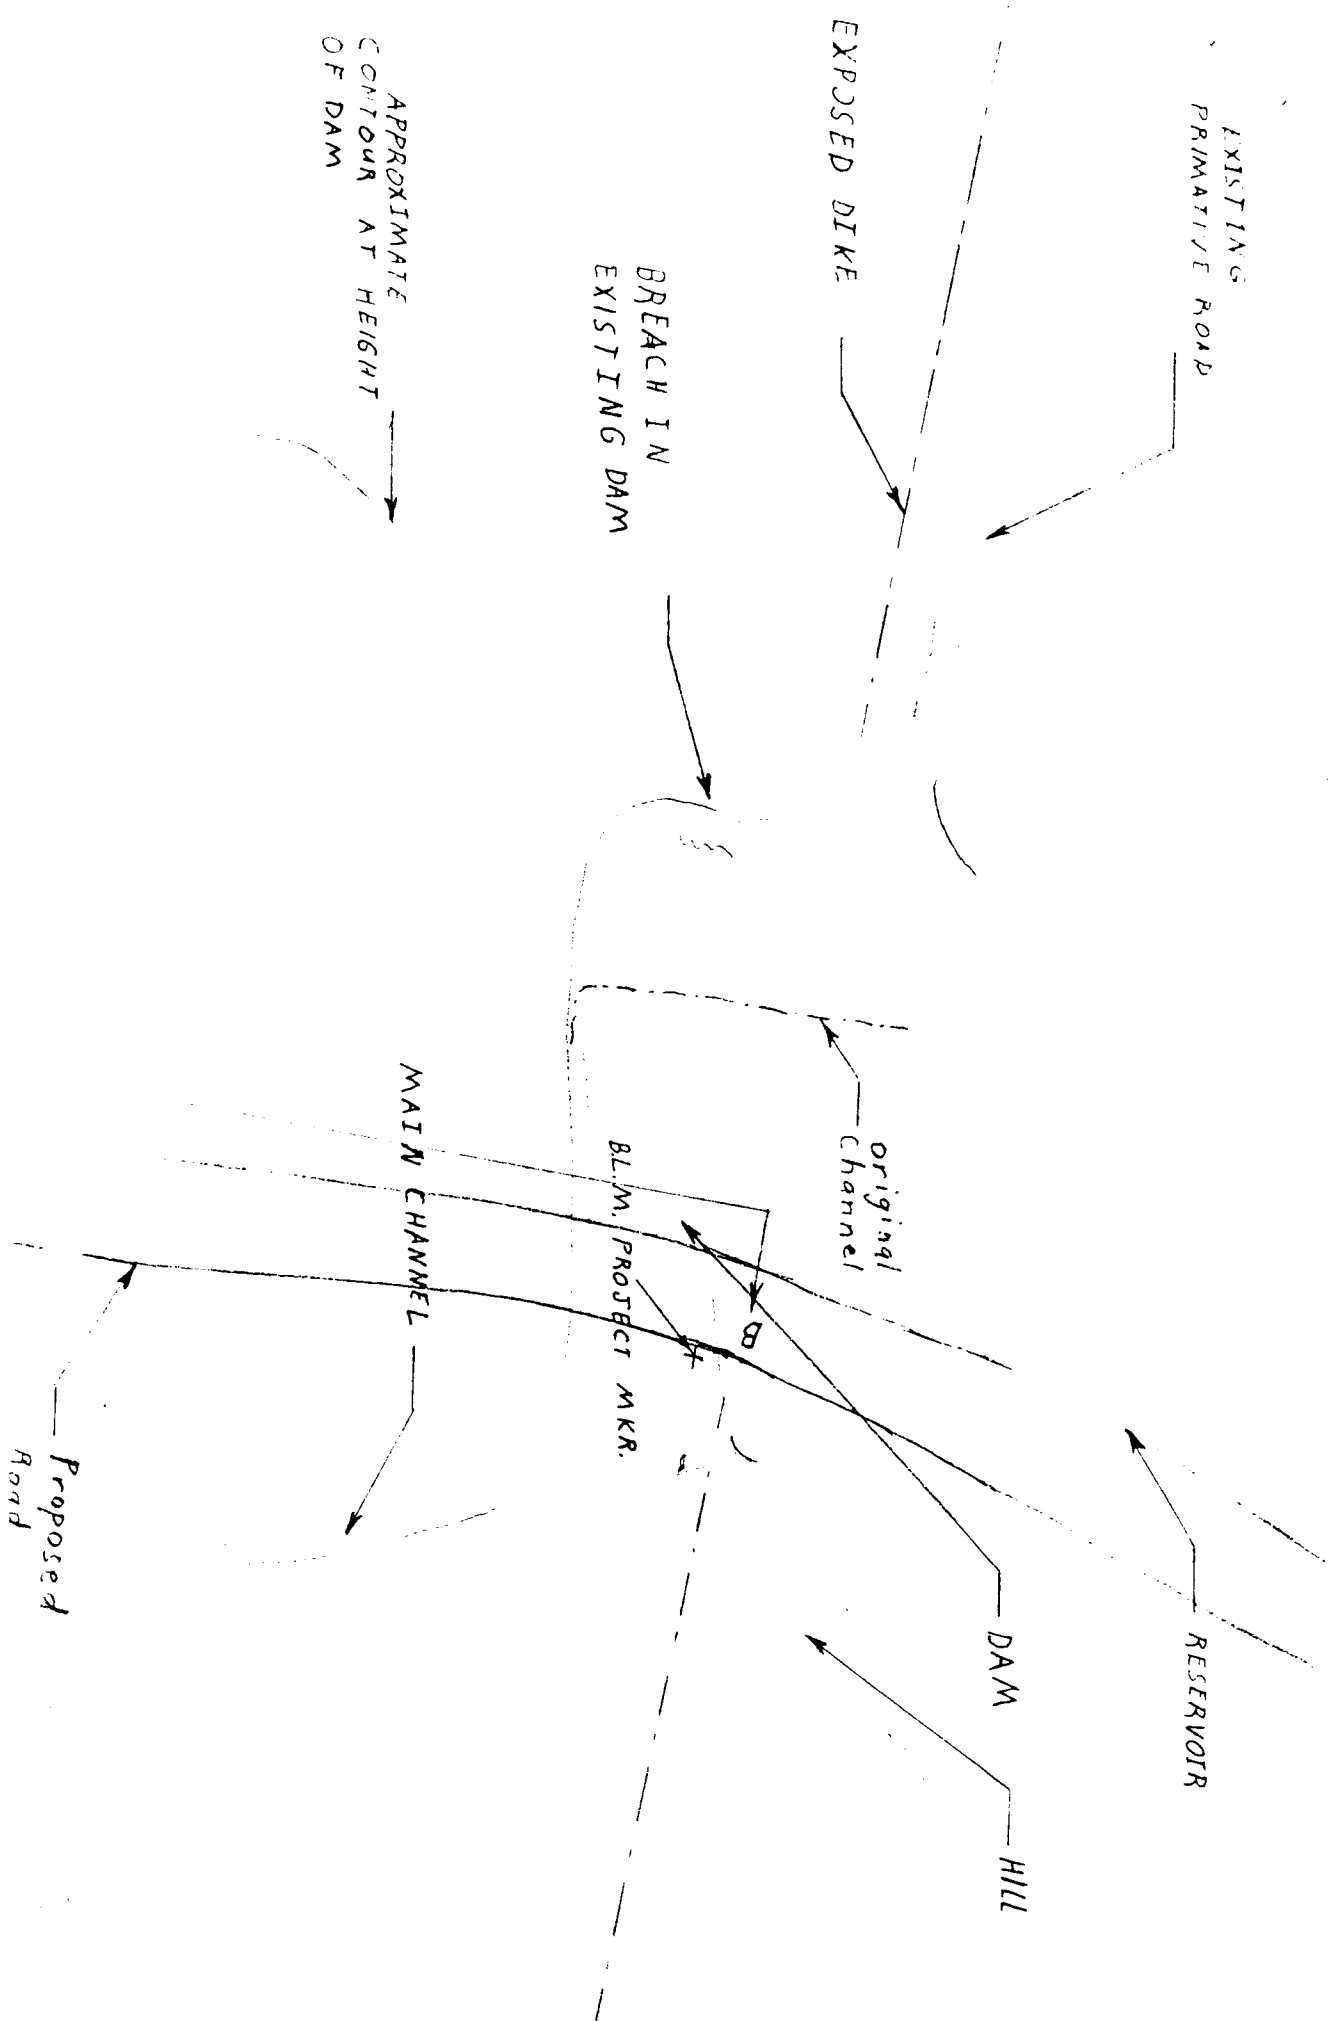 EXISTING
PRIMATIVE ROAD
EXPOSED DIKE
BREACH IN
EXISTING DAM
APPROXIMATE
CONTOUR AT HEIGHT
OF DAM
original
channel
B.L.M. PROJECT MKR.
MAIN CHANNEL
Proposed
Road
RESERVOIR
DAM
HILL